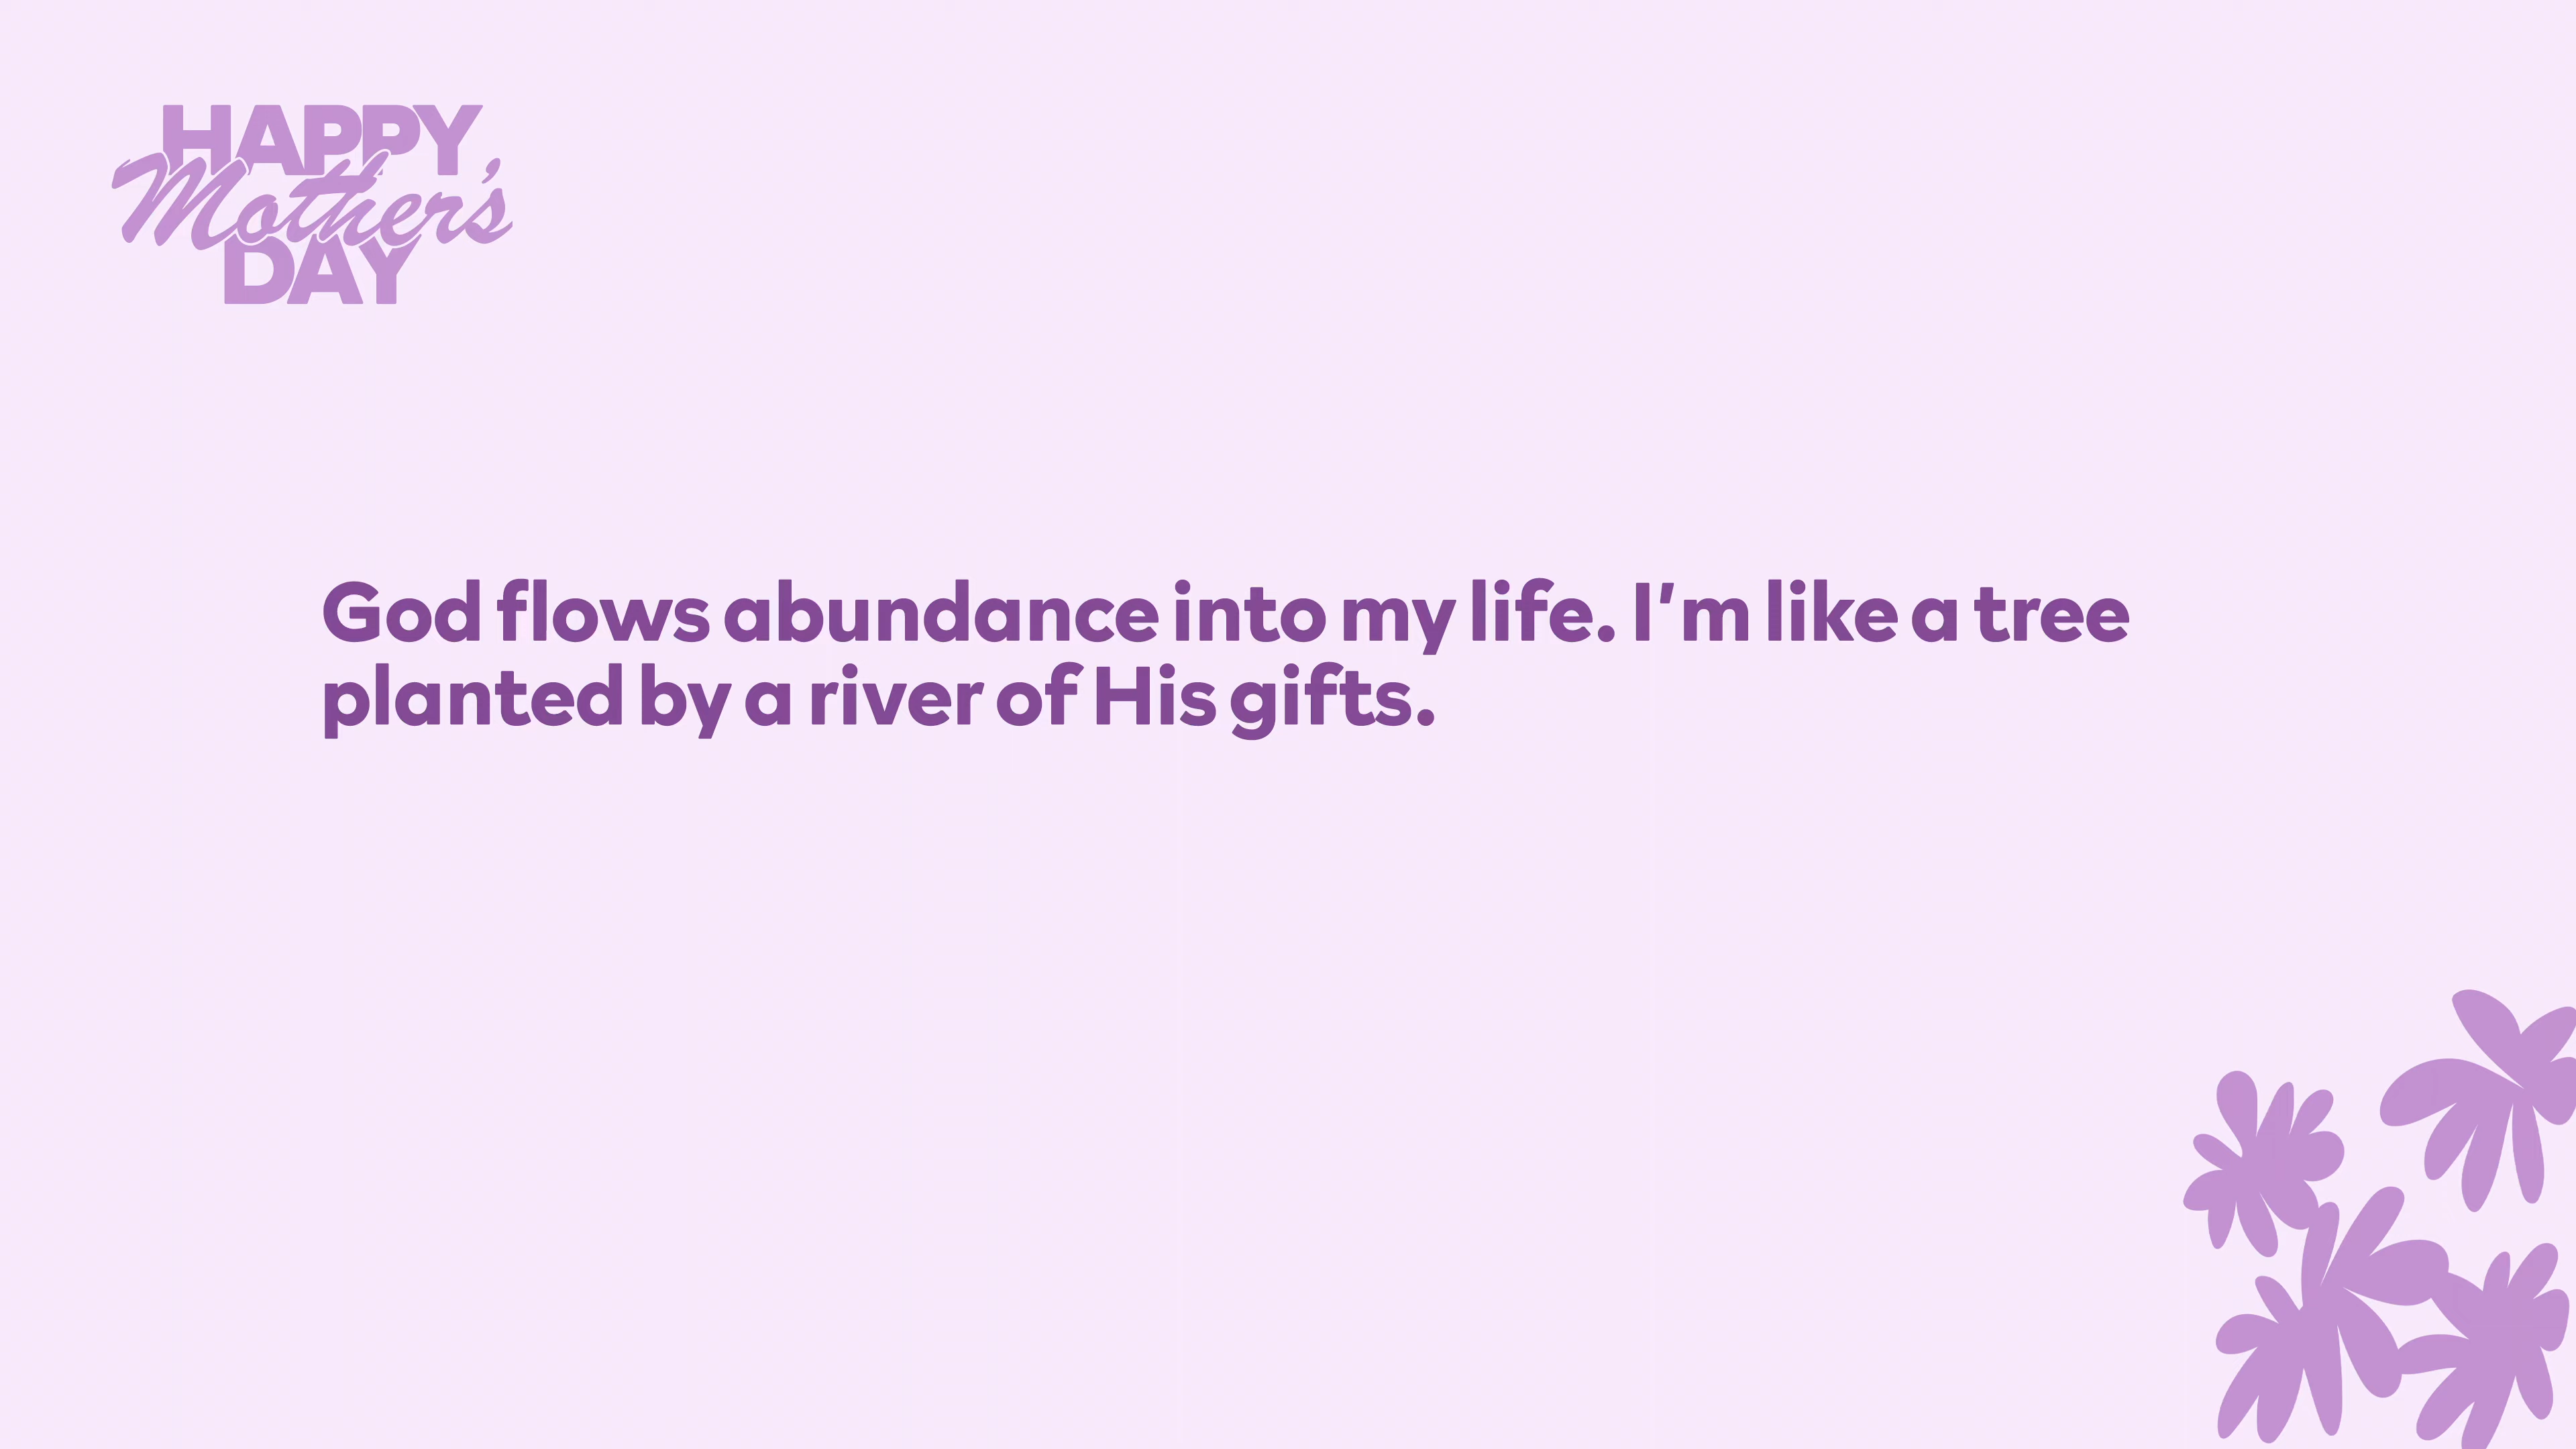 HAPPY
Mother's
DAY
God flows abundance into my life. I'm like a tree
planted by a river of His gifts.